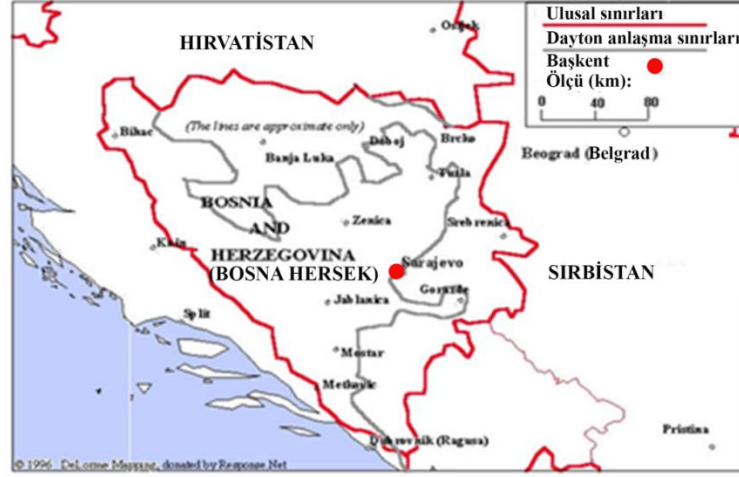 Ulusal sınırları
Dayton anlaşma sınırları
Başkent
Ölçü (km):
0 40 80
HIRVATİSTAN
Osijek
Bihac
(The lines are approximate only)
Doboj
Brcko
Beograd (Belgrad)
Banja Luka
Tuzla
BOSNIA
AND
Zenica
Srebrenica
Knin
HERZEGOVINA
(BOSNA HERSEK)
Sarajevo
SIRBİSTAN
Gorazde
Jablanica
Split
Mostar
Metkovic
Dubrovnik (Ragusa)
Pristina
© 1996 DeLorme Mapping, donated by Response Net